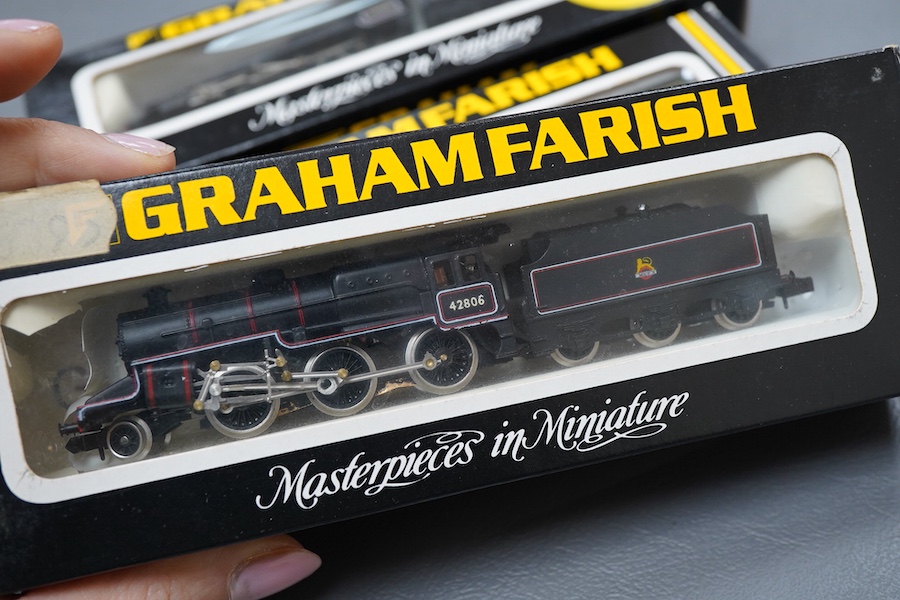 Masterpieces in Miniature
FARISH
GRAHAM FARISH
42806
Masterpieces in Miniature